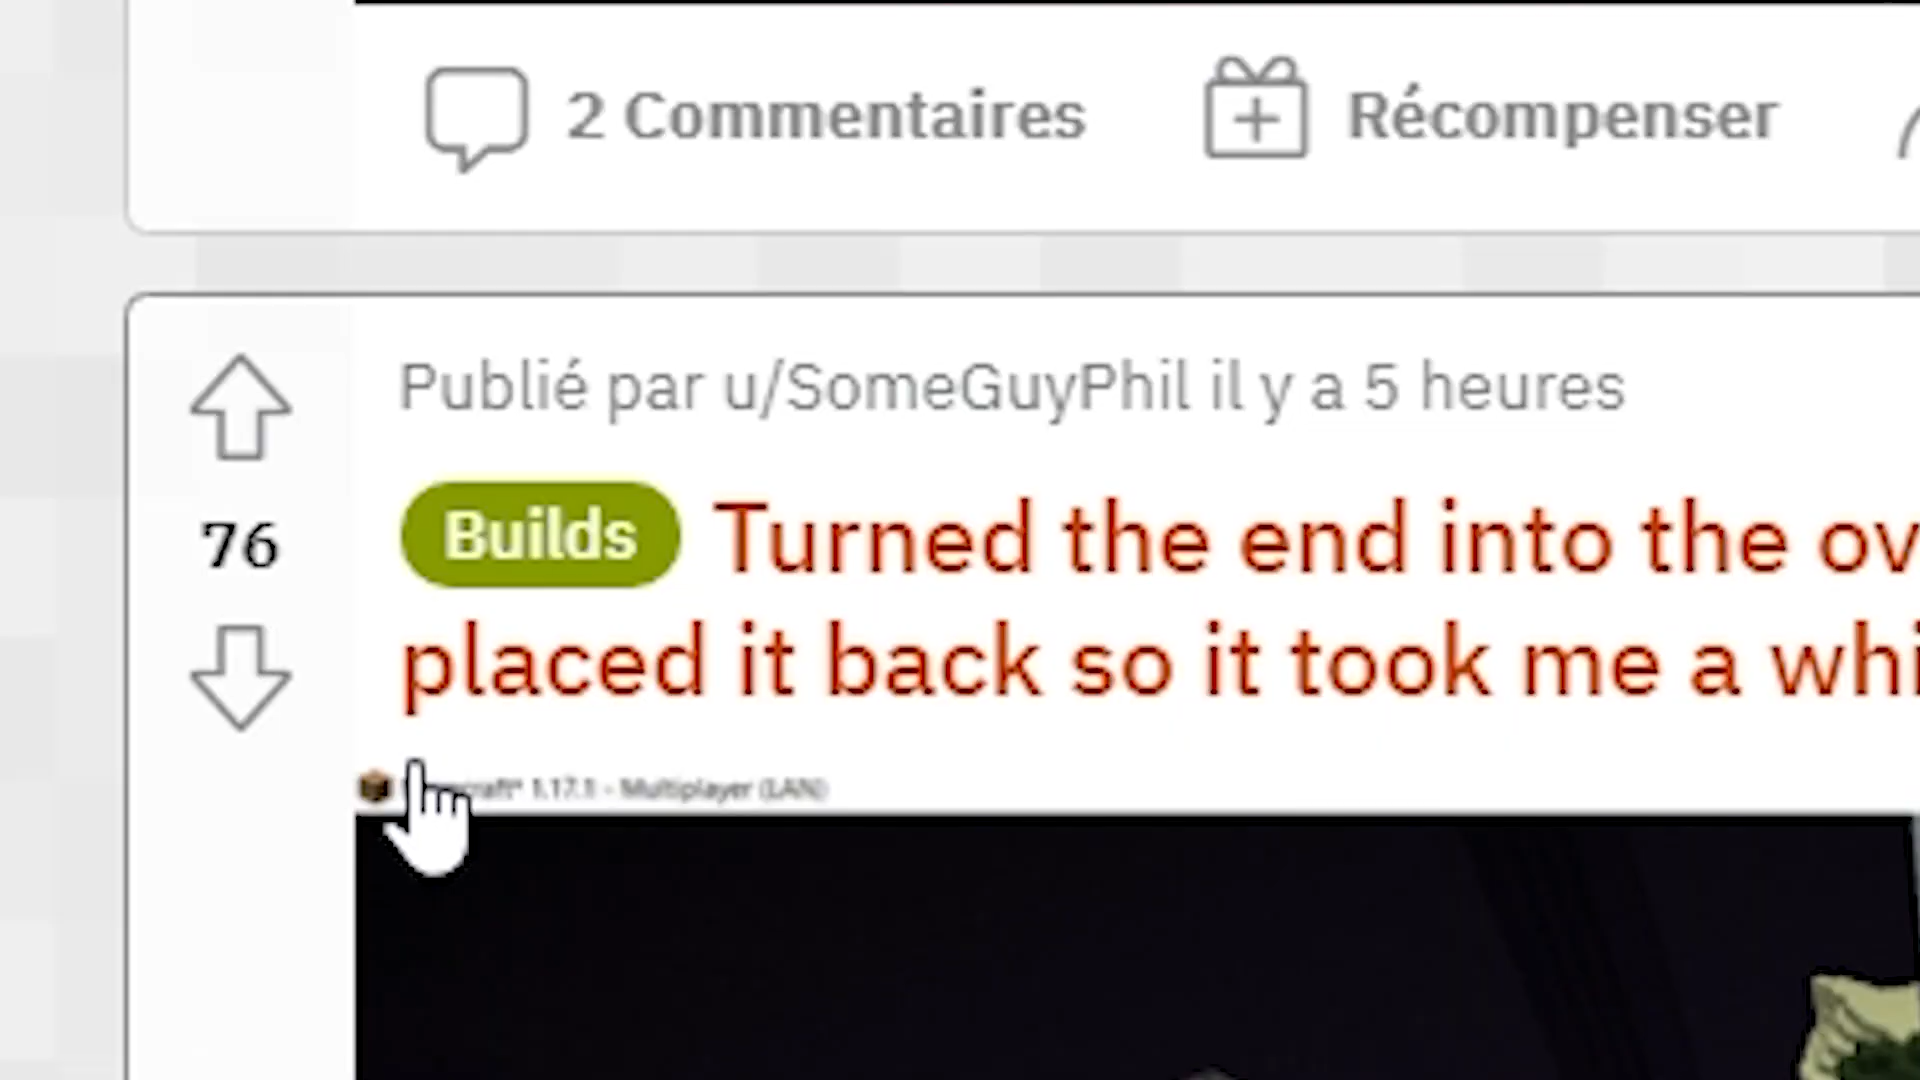 2 Commentaires Récompenser
Publié par u/SomeGuyPhil il y a 5 heures
76
Builds Turned the end into the ov
placed it back so it took me a whi
1.17.1 - Multiplayer (LAN)